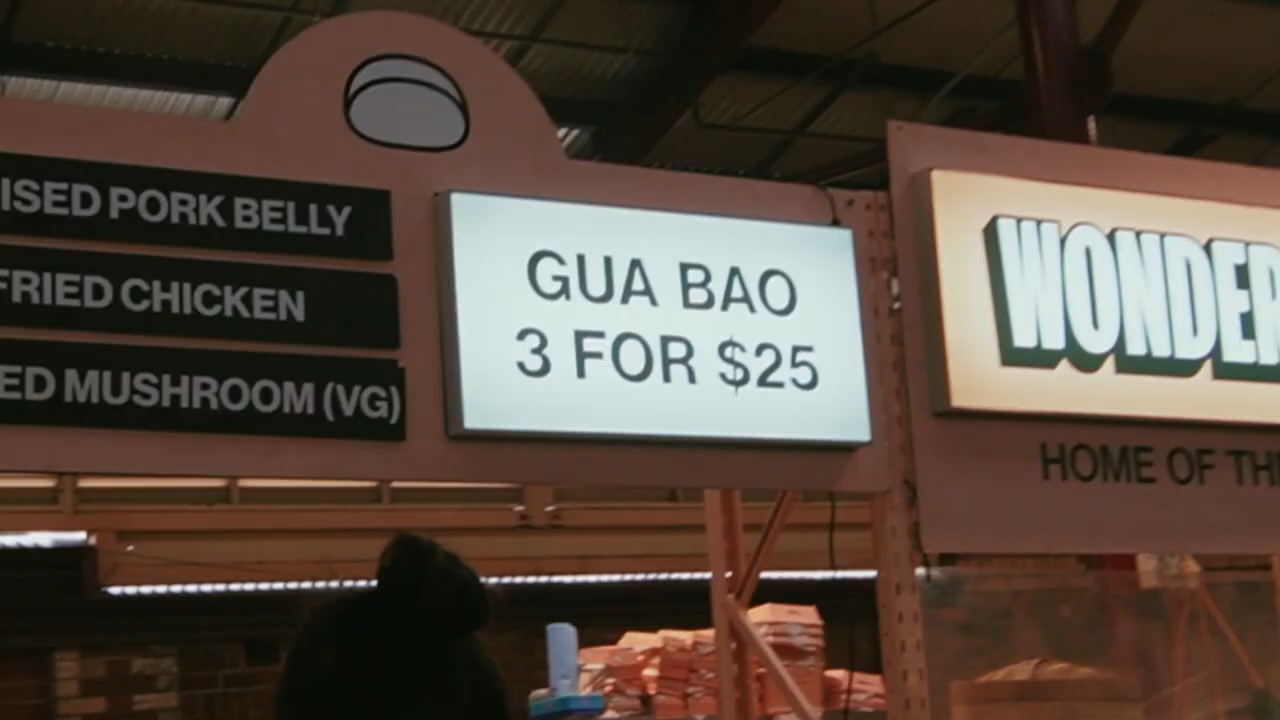 ISED PORK BELLY
FRIED CHICKEN
ED MUSHROOM (VG)
GUA BAO
3 FOR $25
WONDER
HOME OF TH